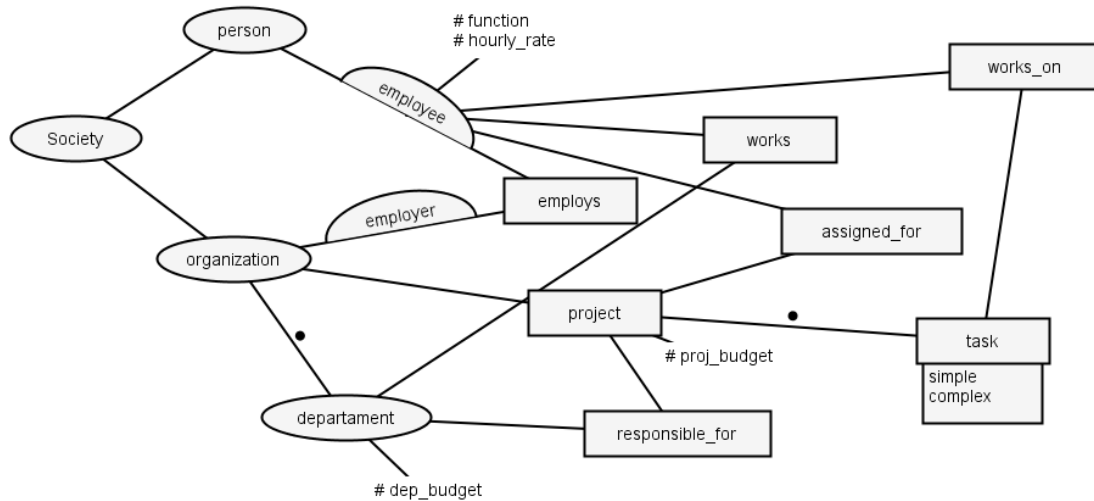 person
# function
# hourly_rate
works_on
employee
Society
works
employs
employer
assigned_for
organization
project
# proj_budget
task
simple
complex
departament
responsible_for
# dep_budget